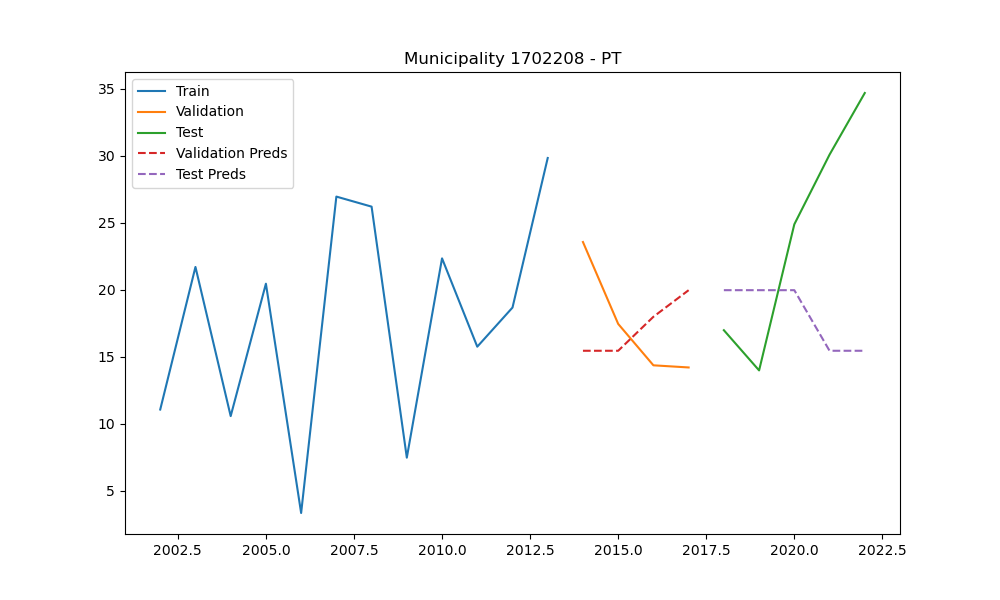 Municipality 1702208 - PT
Train
Validation
Test
Validation Preds
Test Preds
35
30
25
20
15
10
5
2002.5 2005.0 2007.5 2010.0 2012.5 2015.0 2017.5 2020.0 2022.5